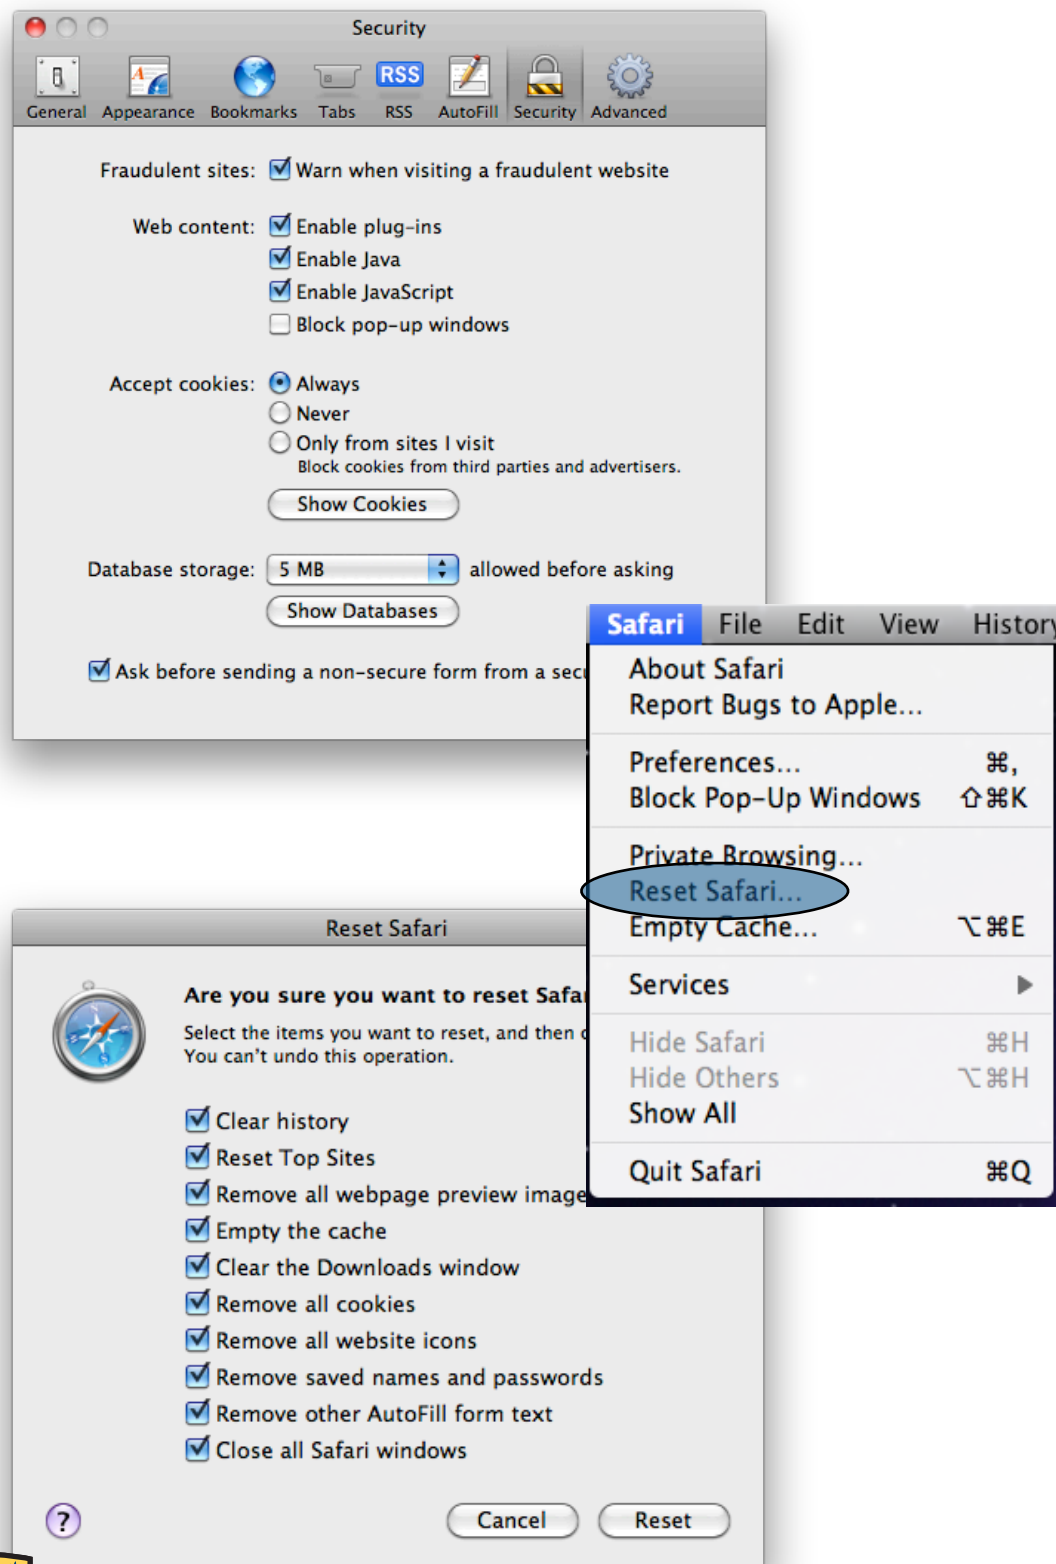 Security
General Appearance Bookmarks Tabs RSS AutoFill Security Advanced
RSS
Fraudulent sites: Warn when visiting a fraudulent website
Web content: Enable plug-ins
Enable Java
Enable JavaScript
Block pop-up windows
Accept cookies: Always
Never
Only from sites I visit
Block cookies from third parties and advertisers.
Show Cookies
Database storage: 5 MB allowed before asking
Show Databases
Ask before sending a non-secure form from a
Safari File Edit View History
About Safari
Report Bugs to Apple...
Preferences... ⌘,
Block Pop-Up Windows ⇧⌘K
Private Browsing...
Reset Safari...
Empty Cache... ⌥⌘E
Services
Hide Safari ⌘H
Hide Others ⌥⌘H
Show All
Quit Safari ⌘Q
Reset Safari
Are you sure you want to reset
Select the items you want to reset, and then
You can't undo this operation.
Clear history
Reset Top Sites
Remove all webpage preview
Empty the cache
Clear the Downloads window
Remove all cookies
Remove all website icons
Remove saved names and passwords
Remove other AutoFill form text
Close all Safari windows
? Cancel Reset